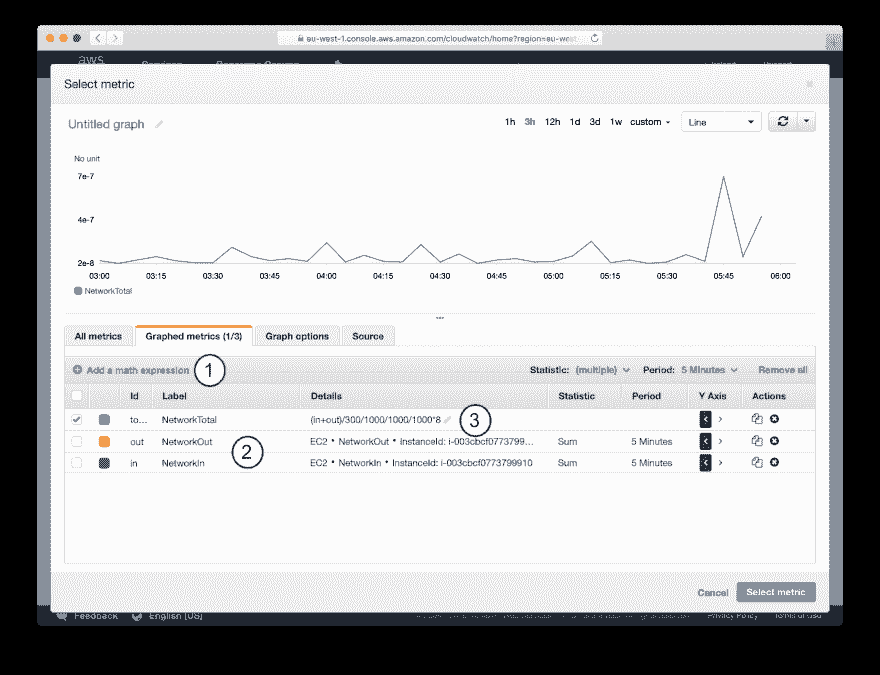 eu-west-1.console.aws.amazon.com/cloudwatch/home?region=eu-west-
aws
Select metric
Untitled graph
1h 3h 12h 1d 3d 1w custom Line
No unit
7e-7
4e-7
2e-8
03:00 03:15 03:30 03:45 04:00 04:15 04:30 04:45 05:00 05:15 05:30 05:45 06:00
NetworkTotal
All metrics Graphed metrics (1/3) Graph options Source
Add a math expression 1 Statistic: (multiple) Period: 5 Minutes Remove all
Id Label Details Statistic Period Y Axis Actions
to... NetworkTotal (in+out)/300/1000/1000/1000*8 3
out NetworkOut EC2 • NetworkOut • InstanceId: i-003cbcf0773799... Sum 5 Minutes
2
in NetworkIn EC2 • NetworkIn • InstanceId: i-003cbcf0773799910 Sum 5 Minutes
Cancel Select metric
Feedback English (US) Privacy Policy Terms of Use